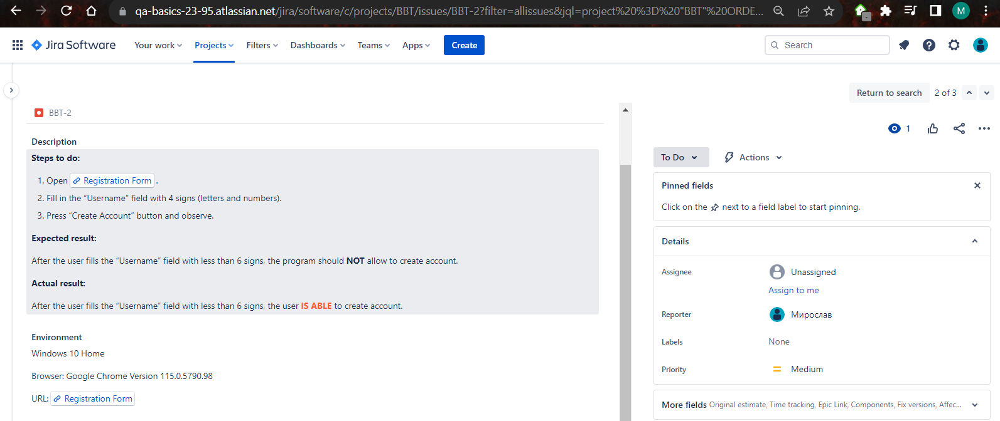 qa-basics-23-95.atlassian.net/jira/software/c/projects/BBT/issues/BBT-2?filter=allissues&jql=project%20%3D%20"BBT"%20ORDE...
M
Jira Software Your work Projects Filters Dashboards Teams Apps Create Search
Return to search 2 of 3
BBT-2
1
Description
Steps to do:
To Do Actions
1. Open Registration Form .
2. Fill in the “Username” field with 4 signs (letters and numbers).
3. Press “Create Account” button and observe.
Expected result:
After the user fills the “Username” field with less than 6 signs, the program should NOT allow to create account.
Actual result:
After the user fills the “Username” field with less than 6 signs, the user IS ABLE to create account.
Environment
Windows 10 Home
Browser: Google Chrome Version 115.0.5790.98
URL: Registration Form
Pinned fields
Click on the next to a field label to start pinning.
Details
Assignee Unassigned
Assign to me
Reporter Мирослав
Labels None
Priority Medium
More fields Original estimate, Time tracking, Epic Link, Components, Fix versions, Affec...